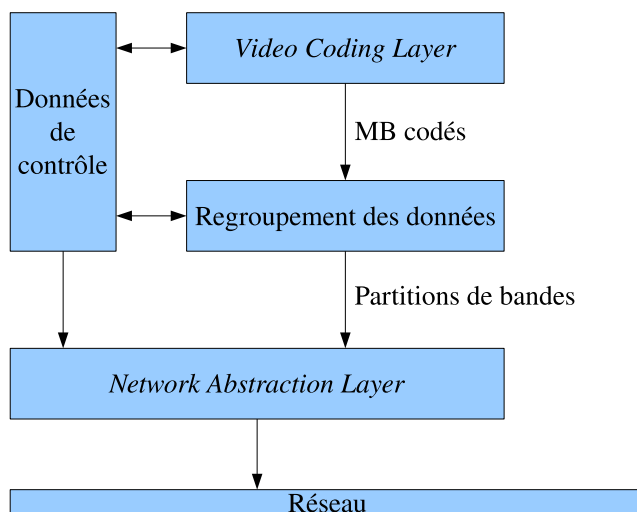 Video Coding Layer
Données
de
contrôle
MB codés
Regroupement des données
Partitions de bandes
Network Abstraction Layer
Réseau